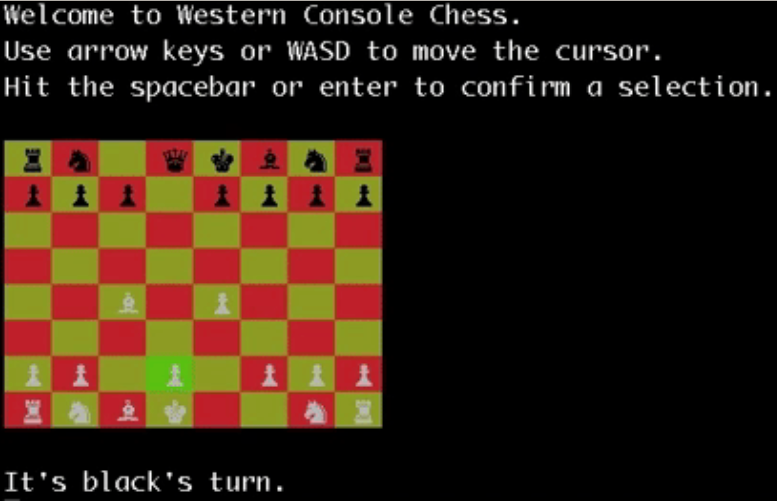 Welcome to Western Console Chess.
Use arrow keys or WASD to move the cursor.
Hit the spacebar or enter to confirm a selection.
It's black's turn.